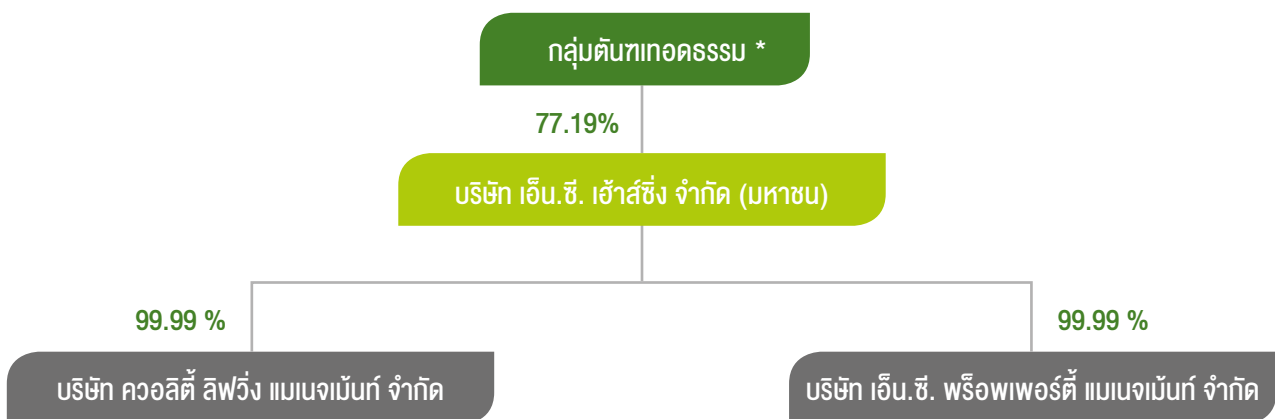 กลุ่มตันฑเทอดธรรม *
77.19%
บริษัท เอ็น.ซี. เฮ้าส์ซิ่ง จำกัด (มหาชน)
99.99 %
99.99 %
บริษัท ควอลิตี้ ลิฟวิ่ง แมเนจเม้นท์ จำกัด
บริษัท เอ็น.ซี. พร็อพเพอร์ตี้ แมเนจเม้นท์ จำกัด